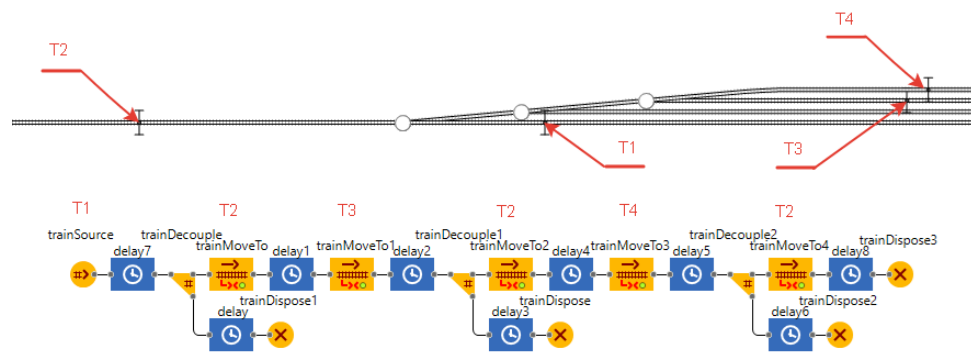 T4
T2
T1
T3
T1
T2
T3
T2
T4
T2
trainSource
trainDecouple
trainDecouple1
trainDecouple2
trainDispose3
delay7
trainMoveTo
delay1
trainMoveTo1
delay2
trainMoveTo2
delay4
trainMoveTo3
delay5
trainMoveTo4
delay8
trainDispose1
trainDispose
trainDispose2
delay
delay3
delay6